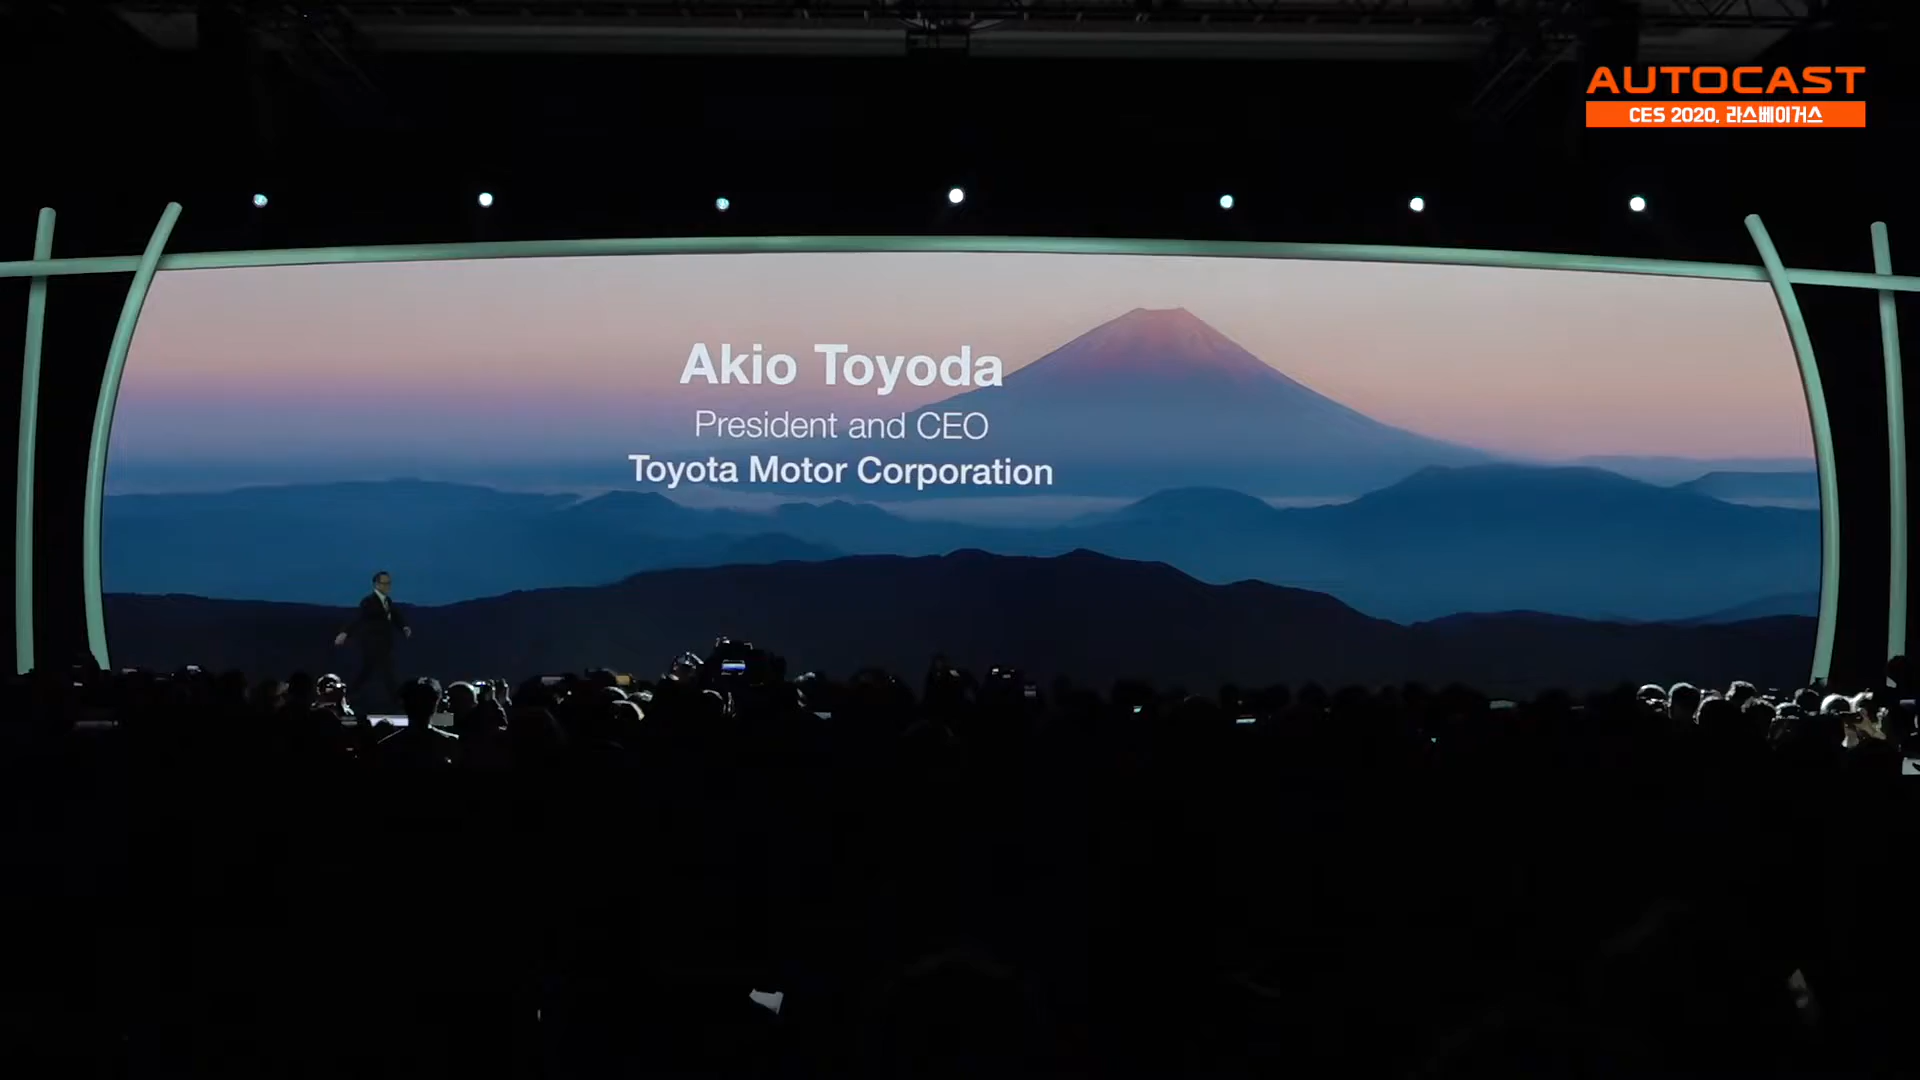 AUTOCAST
CES 2020, 라스베이거스
Akio Toyoda
President and CEO
Toyota Motor Corporation